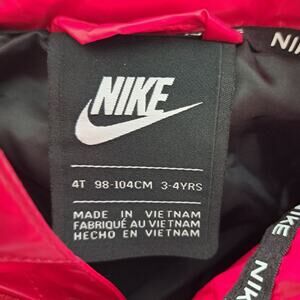 NIKE
NIKE
4T 98-104CM 3-4YRS
MADE IN VIETNAM
FABRIQUÉ AU VIETNAM
HECHO EN VIETNAM
NIKE
NIKE